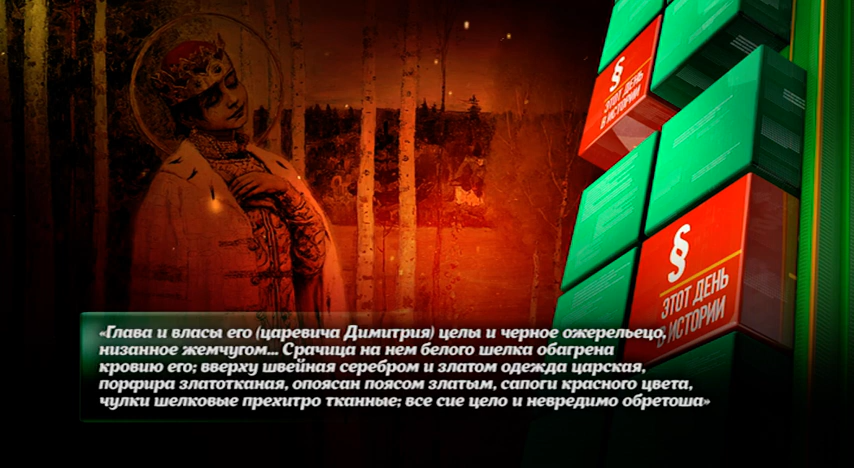 §
ЭТОТ ДЕНЬ
В ИСТОРИИ
§
ЭТОТ ДЕНЬ
В ИСТОРИИ
«Глава и власы его (царевича Димитрия) целы и черное ожерельецо,
низанное жемчугом... Срачица на нем белого шелка обагрена
кровию его; вверху швейная серебром и златом одежда царская,
порфира златотканая, опоясан поясом златым, сапоги красного цвета,
чулки шелковые прехитро тканные; все сие цело и невредимо обретоша»